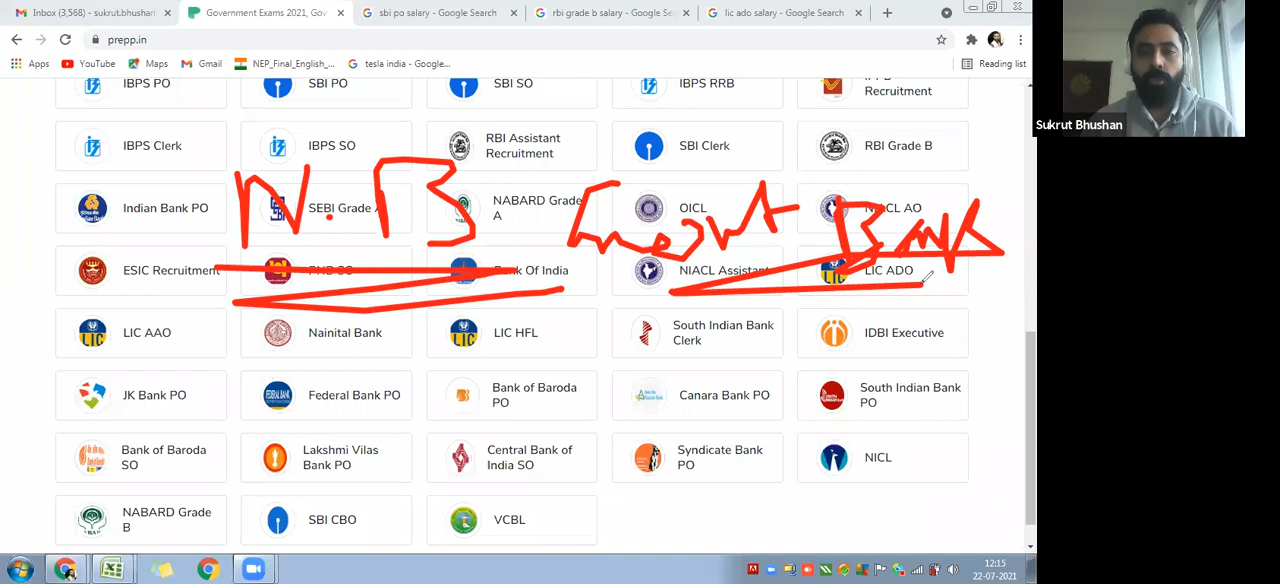 Inbox (3,568) - sukrut.bhushan
Government Exams 2021, Gov
sbi po salary - Google Search
rbi grade b salary - Google Se
lic ado salary - Google Search
prepp.in
Apps
YouTube
Maps
Gmail
NEP_Final_English_...
tesla india - Google...
Reading list
Sukrut Bhushan
IBPS PO
SBI PO
SBI SO
IBPS RRB
Recruitment
IBPS Clerk
IBPS SO
RBI Assistant
Recruitment
SBI Clerk
RBI Grade B
N.B
Govt Bank
Indian Bank PO
SEBI Grade A
NABARD Grade
A
OICL
NIACL AO
ESIC Recruitment
PNB SO
Bank Of India
NIACL Assistant
LIC ADO
LIC AAO
Nainital Bank
LIC HFL
South Indian Bank
Clerk
IDBI Executive
JK Bank PO
Federal Bank PO
Bank of Baroda
PO
Canara Bank PO
South Indian Bank
PO
Bank of Baroda
SO
Lakshmi Vilas
Bank PO
Central Bank of
India SO
Syndicate Bank
PO
NICL
NABARD Grade
B
SBI CBO
VCBL
12:15
22-07-2021